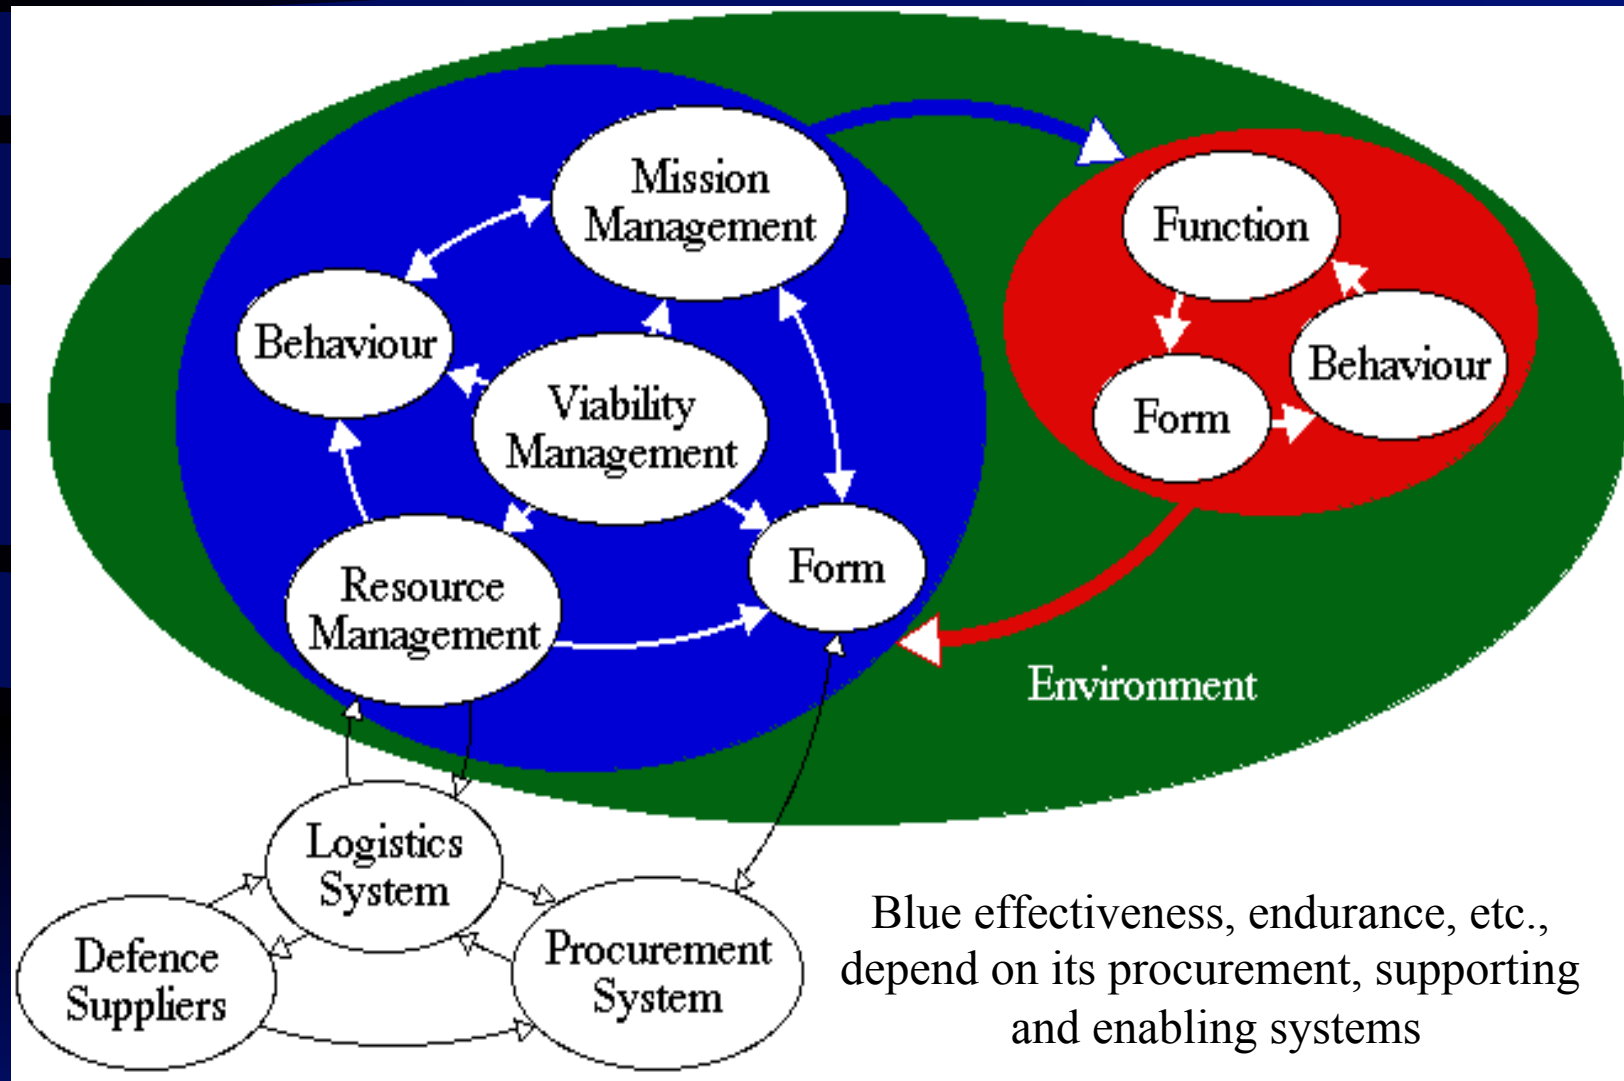 Mission
Management
Function
Behaviour
Behaviour
Viability
Management
Form
Form
Resource
Management
Environment
Logistics
System
Defence
Suppliers
Procurement
System
Blue effectiveness, endurance, etc.,
depend on its procurement, supporting
and enabling systems